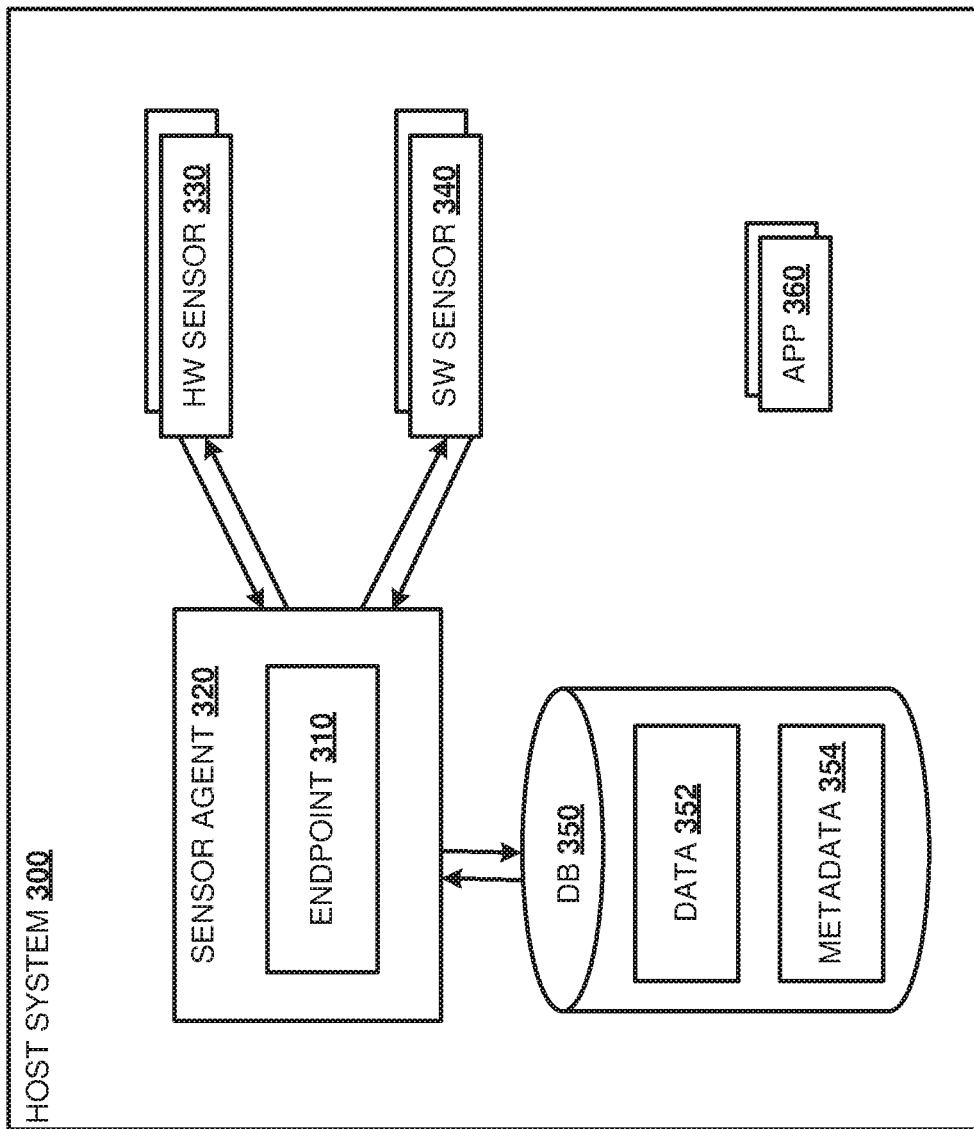 HOST SYSTEM 300
SENSOR AGENT 320
ENDPOINT 310
HW SENSOR 330
SW SENSOR 340
DB 350
DATA 352
METADATA 354
APP 360